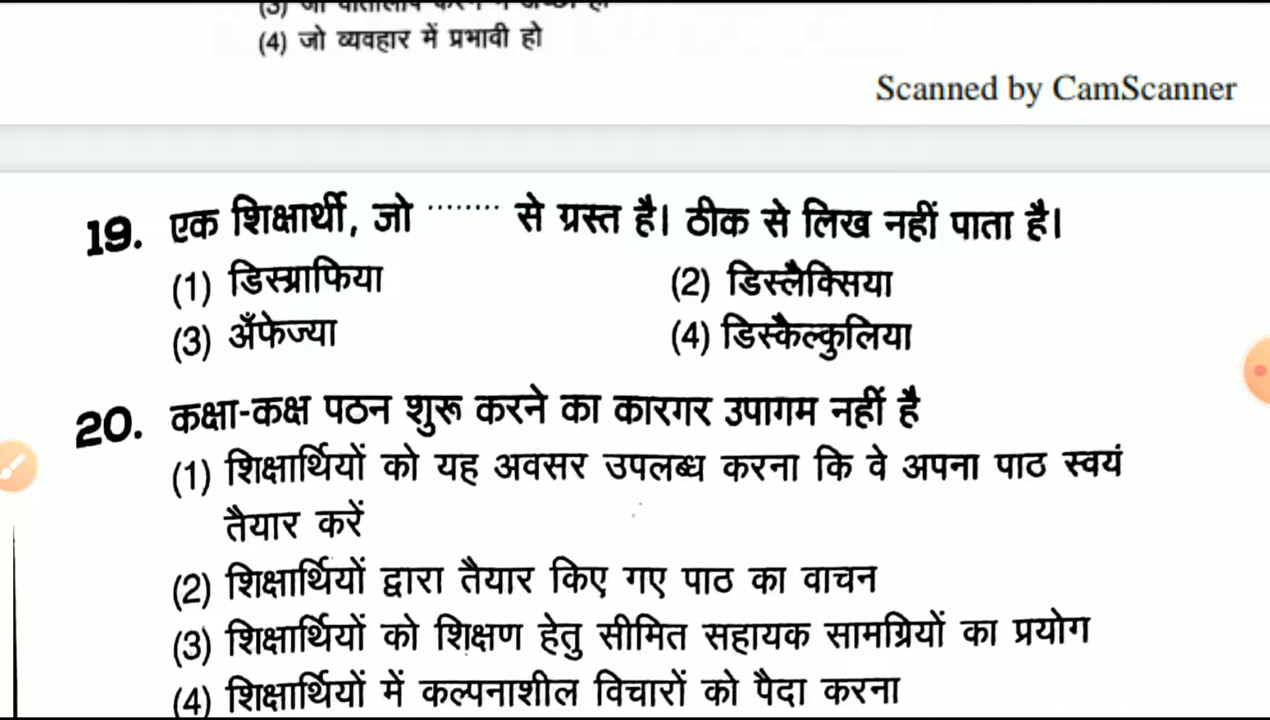 (4) जो व्यवहार में प्रभावी हो
Scanned by CamScanner
19. एक शिक्षार्थी, जो ........ से ग्रस्त है। ठीक से लिख नहीं पाता है।
(1) डिस्ग्राफिया (2) डिस्लैक्सिया
(3) अँफेज्या (4) डिस्कैल्कुलिया
20. कक्षा-कक्ष पठन शुरू करने का कारगर उपागम नहीं है
(1) शिक्षार्थियों को यह अवसर उपलब्ध करना कि वे अपना पाठ स्वयं
तैयार करें
(2) शिक्षार्थियों द्वारा तैयार किए गए पाठ का वाचन
(3) शिक्षार्थियों को शिक्षण हेतु सीमित सहायक सामग्रियों का प्रयोग
(4) शिक्षार्थियों में कल्पनाशील विचारों को पैदा करना